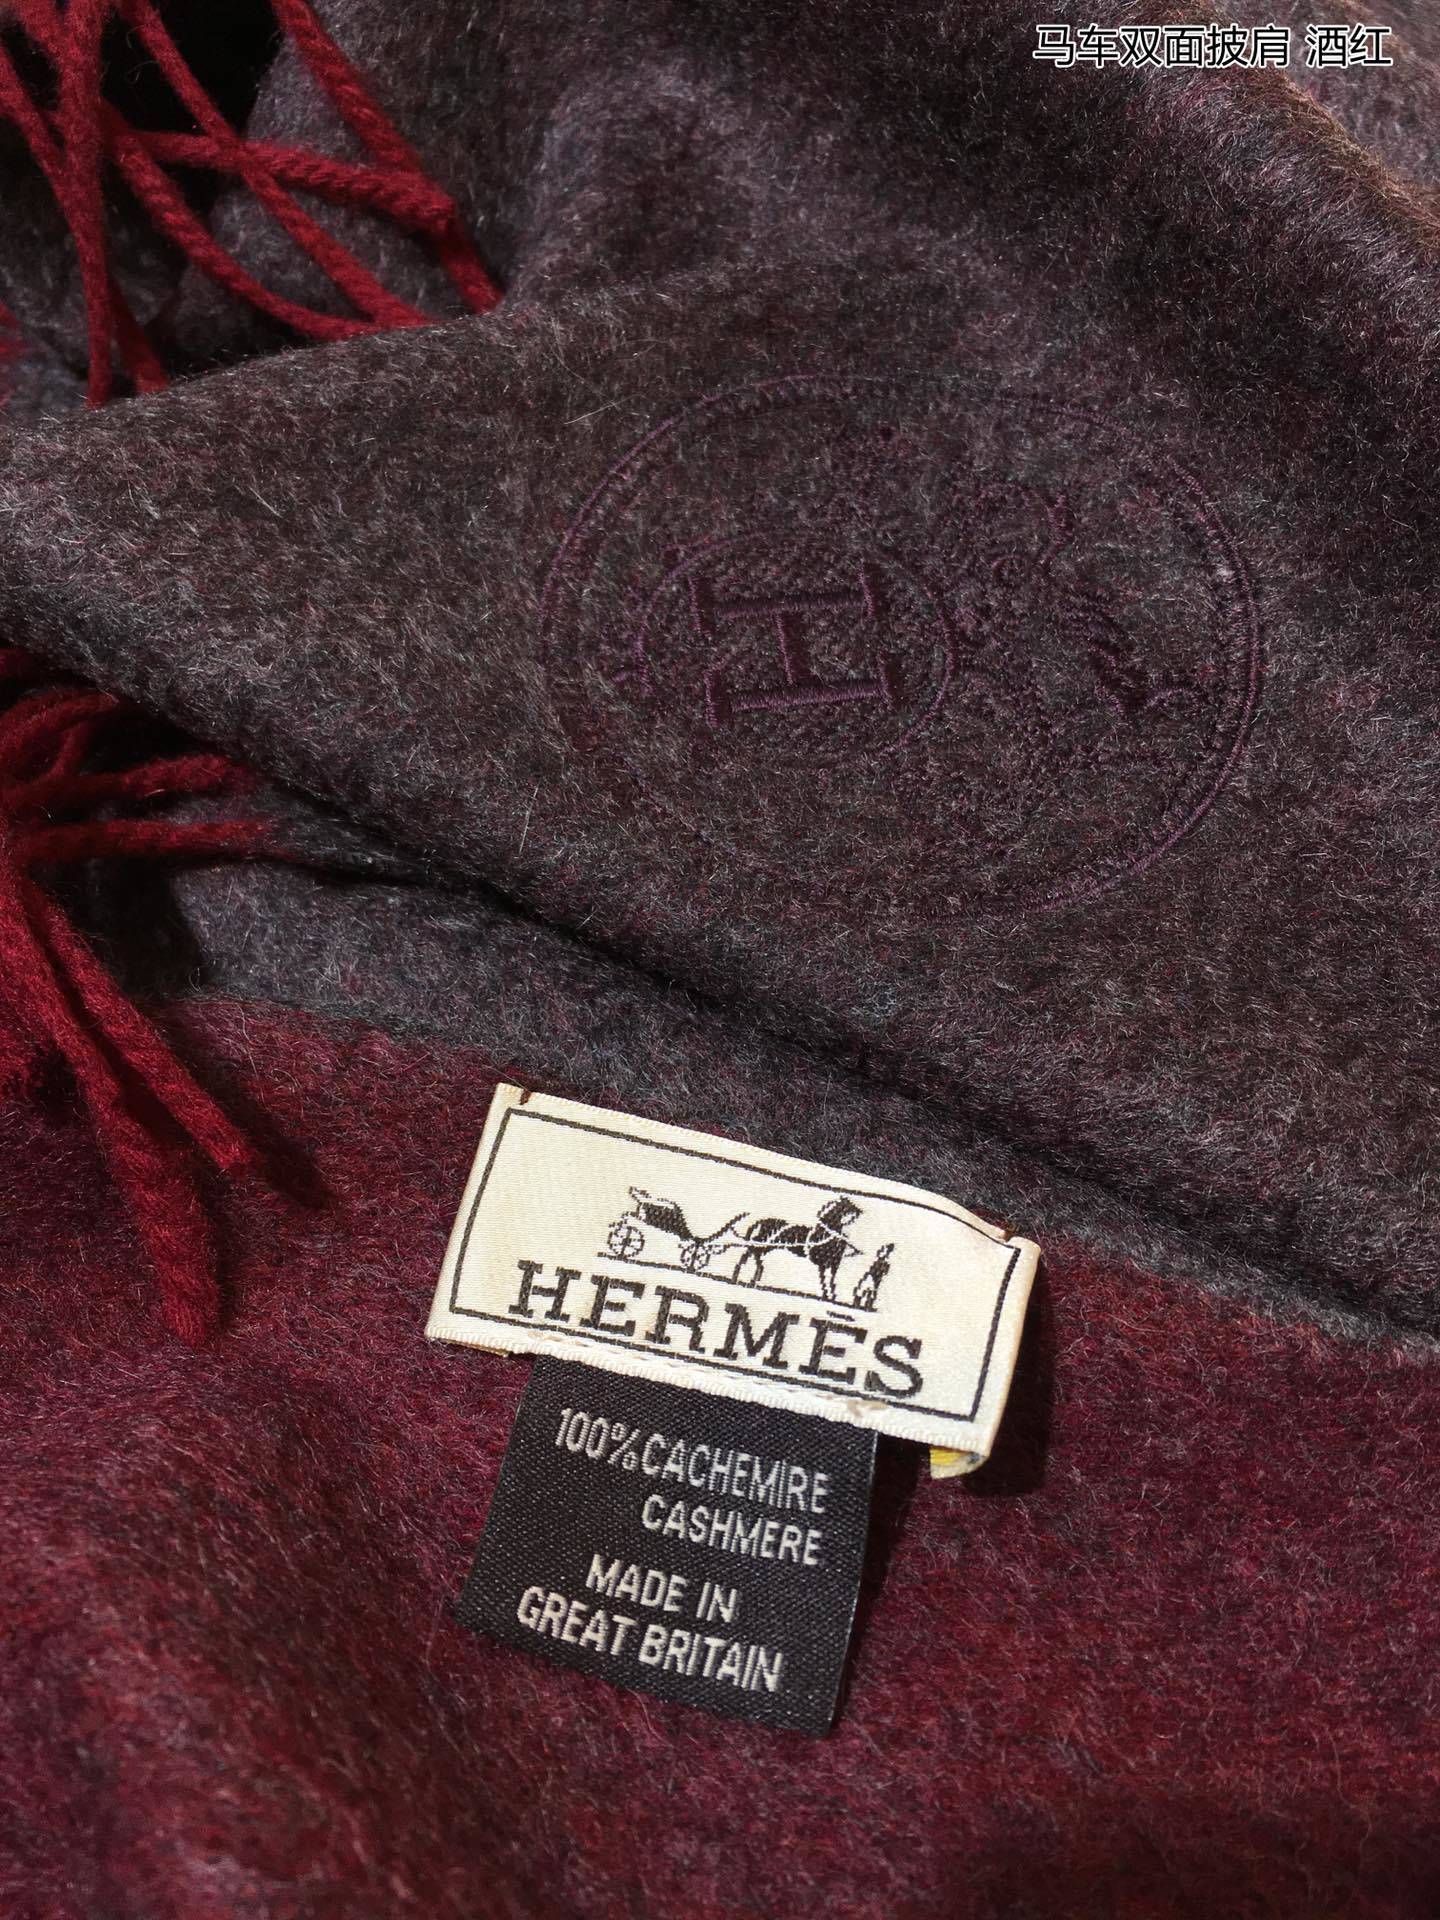 马车双面披肩 酒红
H
HERMÈS
100% CACHEMIRE
CASHMERE
MADE IN
GREAT BRITAIN